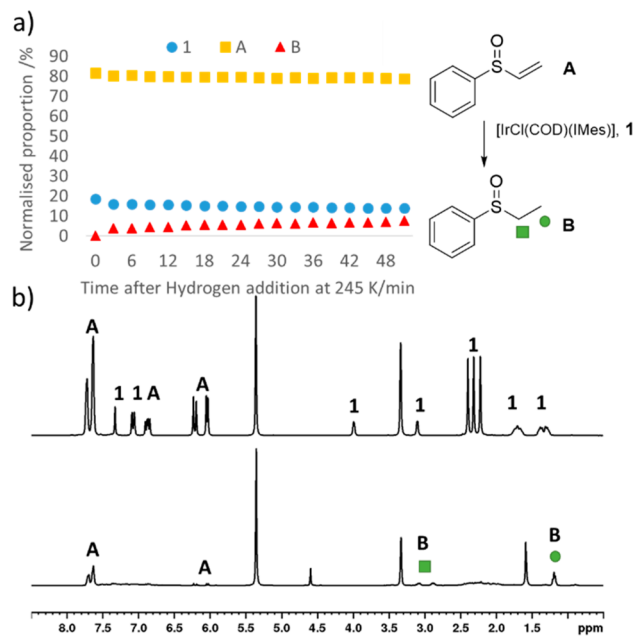 a)
1 A B
Normalised proportion /%
90
80
70
60
50
40
30
20
10
0
0 6 12 18 24 30 36 42 48
Time after Hydrogen addition at 245 K/min
O
S
A
[IrCl(COD)(IMes)], 1
O
S
B
b)
A 1 1 A A 1 1 1 1 1
A A B B
8.0 7.5 7.0 6.5 6.0 5.5 5.0 4.5 4.0 3.5 3.0 2.5 2.0 1.5 ppm